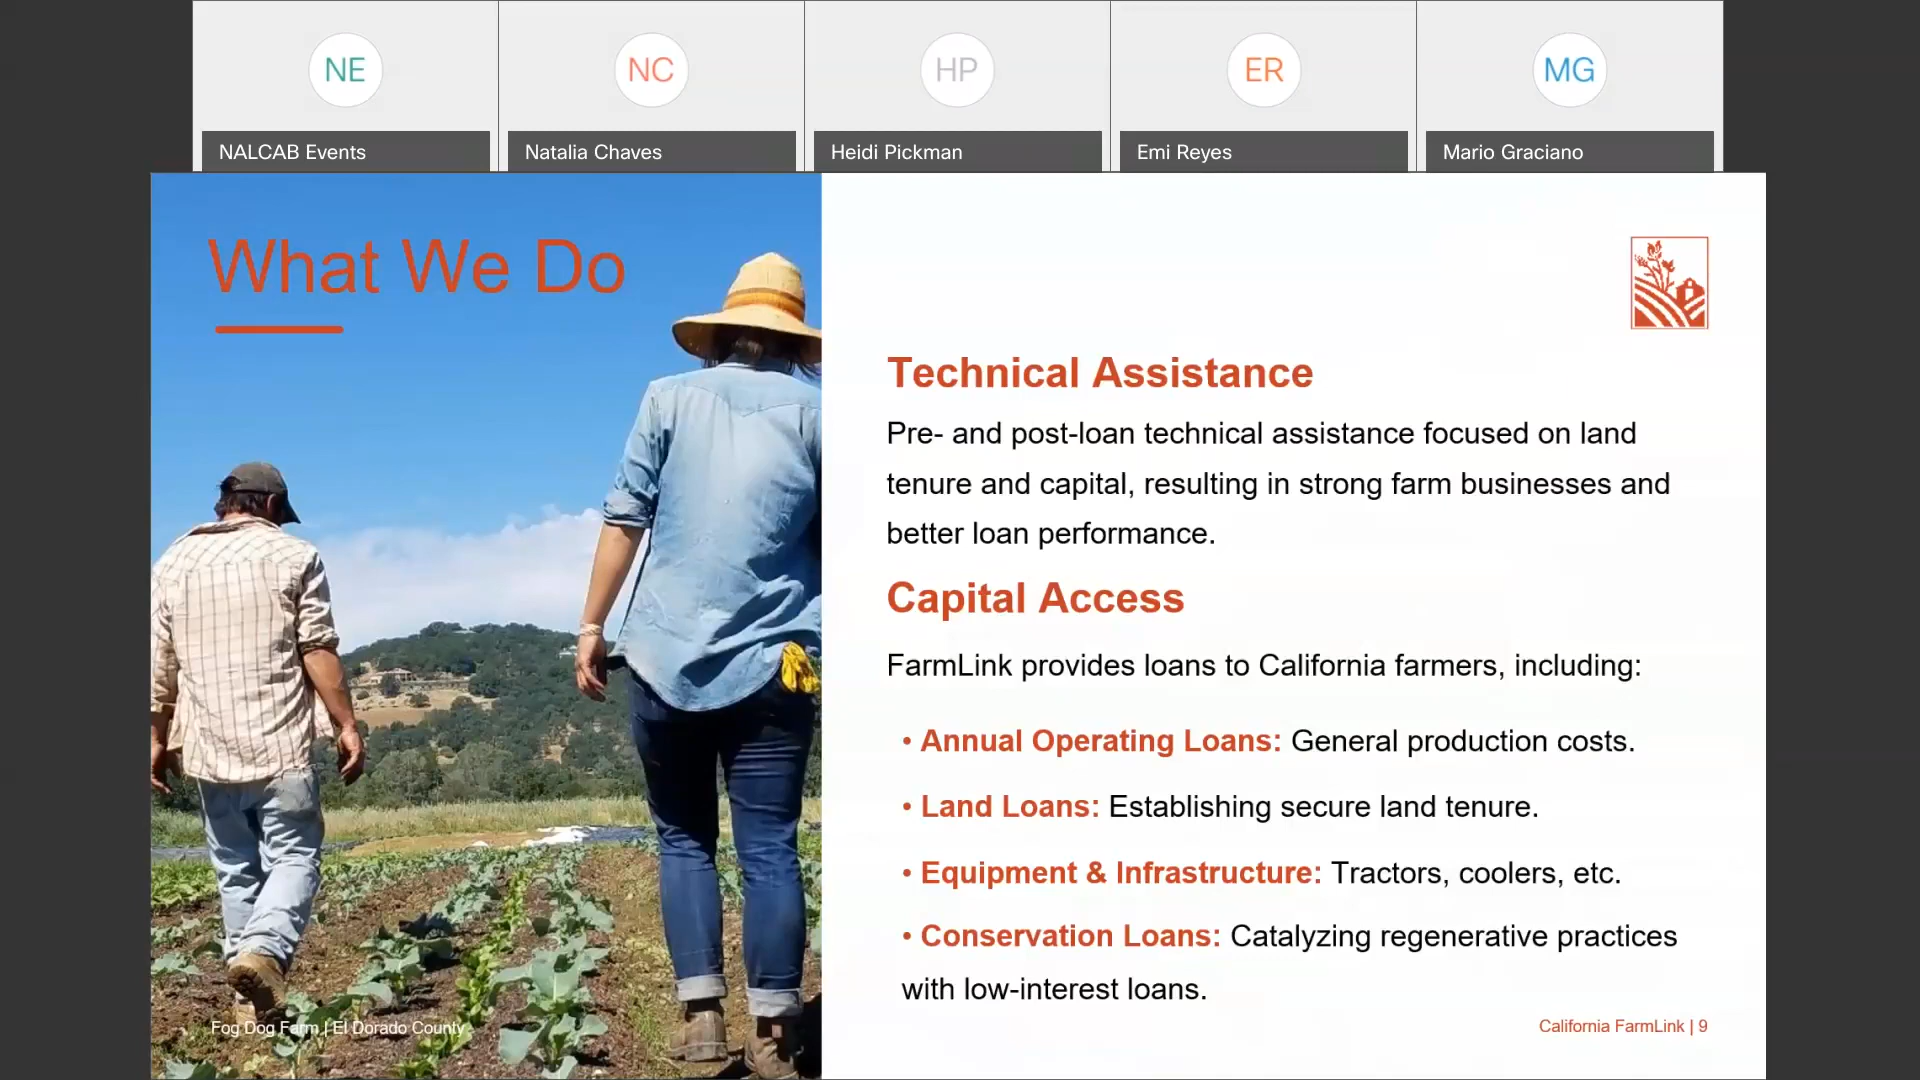 NE
NC
HP
ER
MG
NALCAB Events
Natalia Chaves
Heidi Pickman
Emi Reyes
Mario Graciano
What We Do
Technical Assistance
Pre- and post-loan technical assistance focused on land
tenure and capital, resulting in strong farm businesses and
better loan performance.
Capital Access
FarmLink provides loans to California farmers, including:
• Annual Operating Loans: General production costs.
• Land Loans: Establishing secure land tenure.
• Equipment & Infrastructure: Tractors, coolers, etc.
• Conservation Loans: Catalyzing regenerative practices
with low-interest loans.
Fog Dog Farm | El Dorado County
California FarmLink | 9